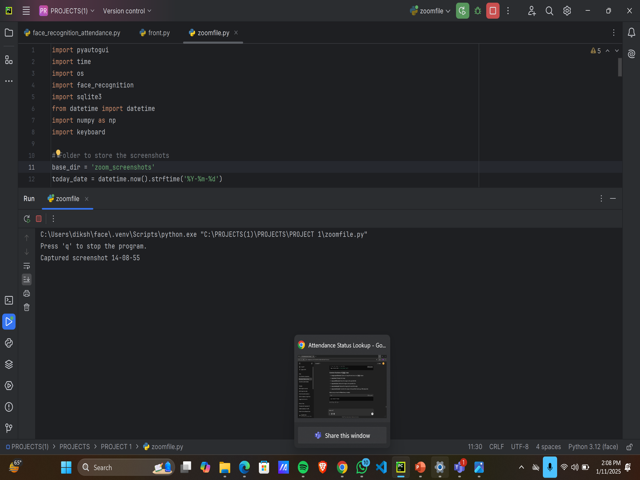 PR PROJECTS(1) Version control zoomfile
face_recognition_attendance.py front.py zoomfile.py
5
1 import pyautogui
2 import time
3 import os
4 import face_recognition
5 import sqlite3
6 from datetime import datetime
7 import numpy as np
8 import keyboard
9
10 # Folder to store the screenshots
11 base_dir = 'zoom_screenshots'
12 today_date = datetime.now().strftime('%Y-%m-%d')
Run zoomfile
C:\Users\diksh\face\.venv\Scripts\python.exe "C:\PROJECTS(1)\PROJECTS\PROJECT 1\zoomfile.py"
Press 'q' to stop the program.
Captured screenshot 14-08-55
Attendance Status Lookup - Go...
Share this window
PROJECTS(1) > PROJECTS > PROJECT 1 > zoomfile.py 11:30 CRLF UTF-8 4 spaces Python 3.12 (face)
63° Search 2:08 PM
1/11/2025